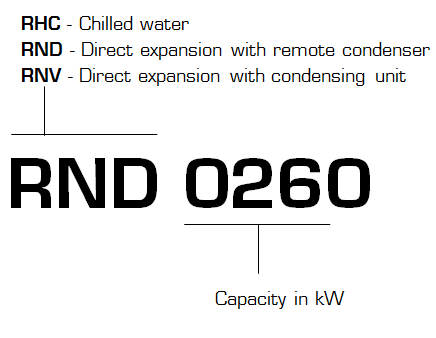 RHC - Chilled water
RND - Direct expansion with remote condenser
RNV - Direct expansion with condensing unit
RND 0260
Capacity in kW